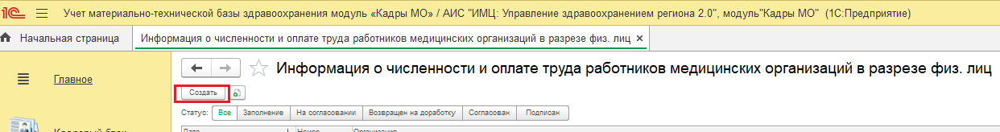 1С Учет материально-технической базы здравоохранения модуль «Кадры МО» / АИС "ИМЦ: Управление здравоохранением региона 2.0", модуль"Кадры МО" (1С:Предприятие)
Начальная страница Информация о численности и оплате труда работников медицинских организаций в разрезе физ. лиц ×
Главное Информация о численности и оплате труда работников медицинских организаций в разрезе физ. лиц
Создать
Статус: Все Заполнение На согласовании Возвращен на доработку Согласован Подписан
Кадровый блок Дата Номер Организация